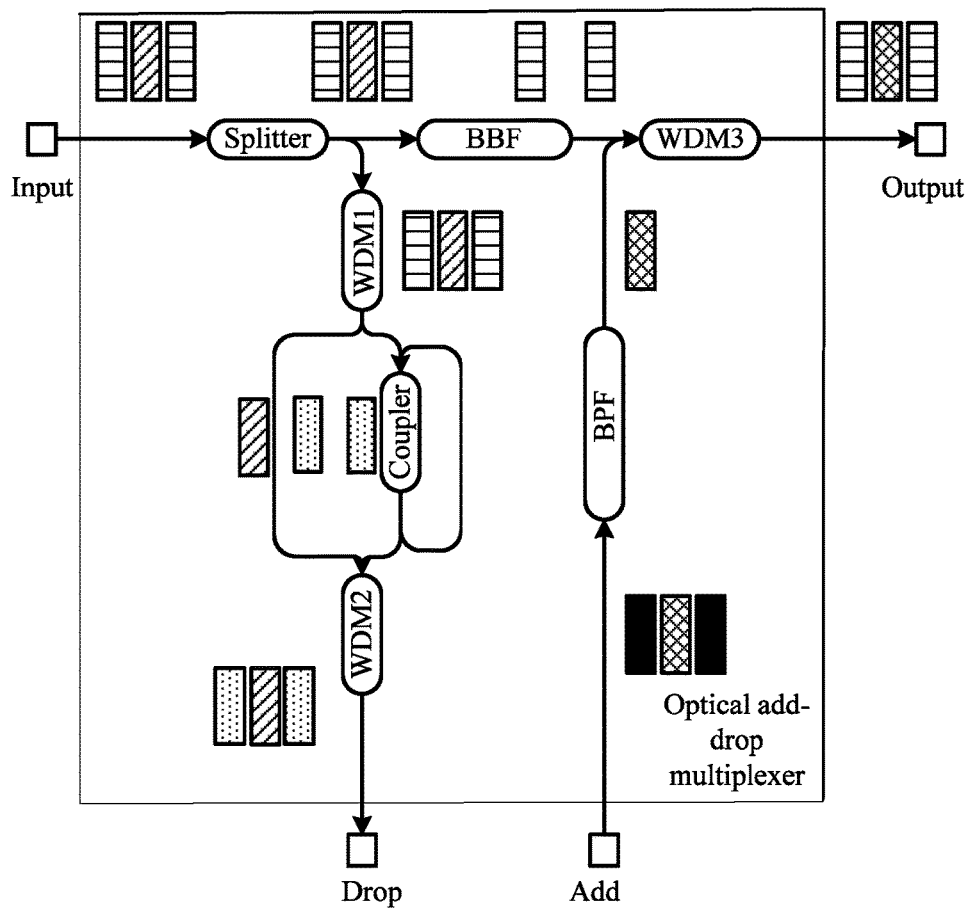 Splitter
BBF
WDM3
Input
Output
WDM1
Coupler
BPF
WDM2
Optical add-
drop
multiplexer
Drop
Add